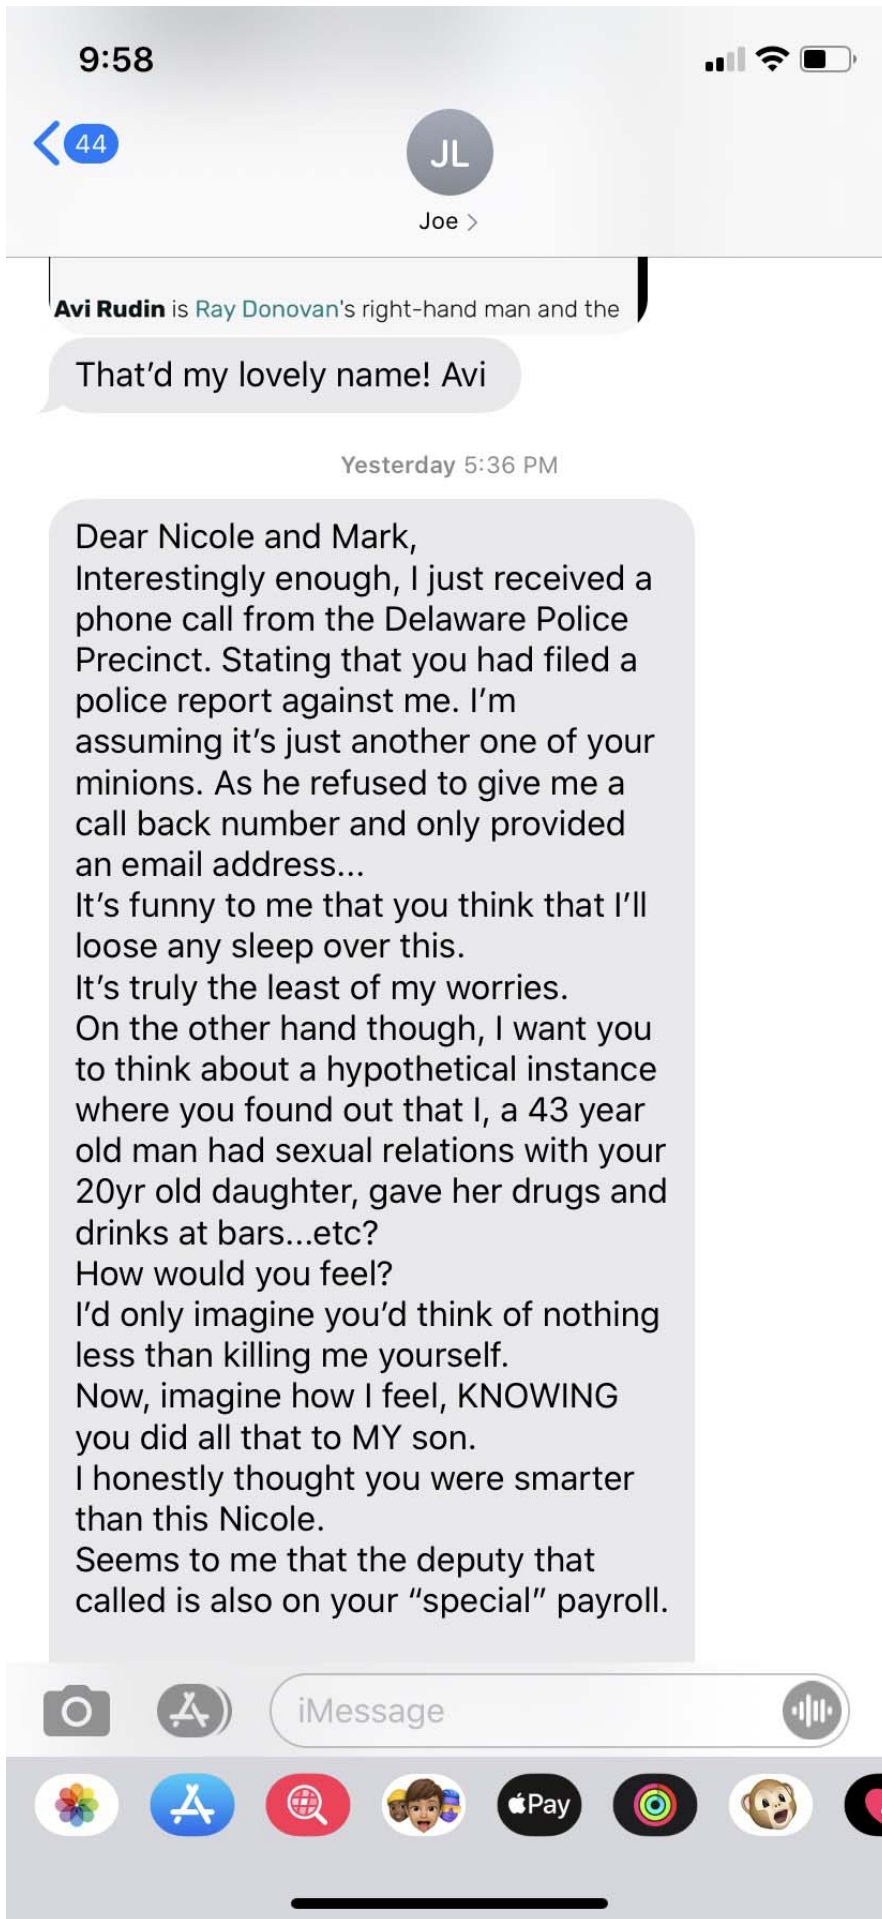 9:58
44
JL
Joe
Avi Rudin is Ray Donovan's right-hand man and the
That'd my lovely name! Avi
Yesterday 5:36 PM
Dear Nicole and Mark,
Interestingly enough, I just received a
phone call from the Delaware Police
Precinct. Stating that you had filed a
police report against me. I'm
assuming it's just another one of your
minions. As he refused to give me a
call back number and only provided
an email address...
It's funny to me that you think that I'll
loose any sleep over this.
It's truly the least of my worries.
On the other hand though, I want you
to think about a hypothetical instance
where you found out that I, a 43 year
old man had sexual relations with your
20yr old daughter, gave her drugs and
drinks at bars...etc?
How would you feel?
I'd only imagine you'd think of nothing
less than killing me yourself.
Now, imagine how I feel, KNOWING
you did all that to MY son.
I honestly thought you were smarter
than this Nicole.
Seems to me that the deputy that
called is also on your “special” payroll.
iMessage
Pay